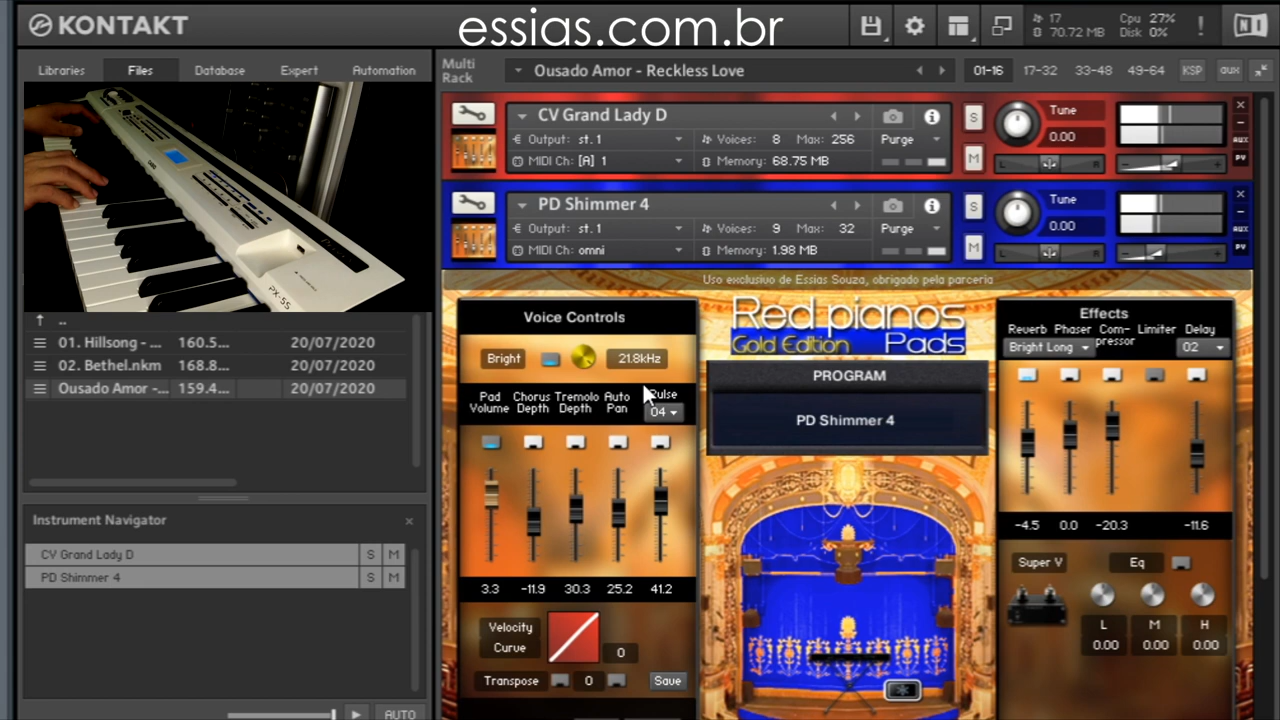 KONTAKT
essias.com.br
17
70.72 MB
Cpu 27%
Disk 0%
!
NI
Libraries
Files
Database
Expert
Automation
Multi
Rack
Ousado Amor - Reckless Love
01-16
17-32
33-48
49-64
KSP
aux
CV Grand Lady D
Output: st.1
Voices: 8 Max: 256
Purge
MIDI Ch: [A] 1
Memory: 68.75 MB
S
M
Tune
0.00
L R
AUX
PV
PD Shimmer 4
Output: st.1
Voices: 9 Max: 32
Purge
MIDI Ch: omni
Memory: 1.98 MB
S
M
Tune
0.00
L R
AUX
PV
PX-5S
..
01. Hillsong - ... 160.5... 20/07/2020
02. Bethel.nkm 168.8... 20/07/2020
Ousado Amor -... 159.4... 20/07/2020
Instrument Navigator
CV Grand Lady D S M
PD Shimmer 4 S M
AUTO
Uso exclusivo de Essias Souza, obrigado pela parceria
Voice Controls
Bright
21.8kHz
Pad Volume
Chorus Depth
Tremolo Depth
Auto Pan
Pulse
04
3.3 -11.9 30.3 25.2 41.2
Velocity
Curve
0
Transpose
0
Save
Red pianos
Gold Edition Pads
PROGRAM
PD Shimmer 4
Effects
Reverb Phaser Com-pressor Limiter Delay
Bright Long
02
-4.5 0.0 -20.3 -11.6
Super V
Eq
L M H
0.00 0.00 0.00